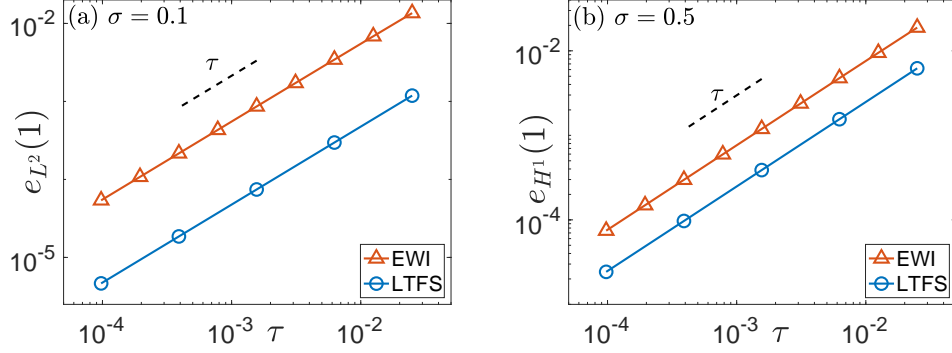 (a) σ = 0.1
10^{-2}
10^{-5}
e_{L^2}(1)
τ
EWI
LTFS
10^{-4}
10^{-3}
τ
10^{-2}
(b) σ = 0.5
10^{-2}
10^{-4}
e_{H^1}(1)
τ
EWI
LTFS
10^{-4}
10^{-3}
τ
10^{-2}